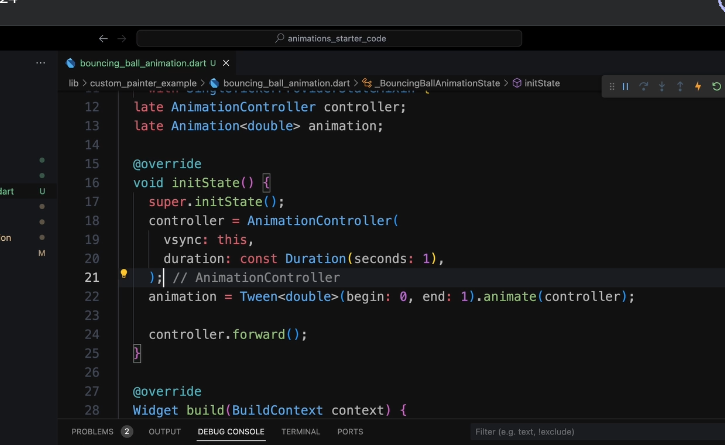 24
animations_starter_code
bouncing_ball_animation.dart U
lib > custom_painter_example > bouncing_ball_animation.dart > _BouncingBallAnimationState > initState
12 late AnimationController controller;
13 late Animation<double> animation;
14
15 @override
16 void initState() {
17 super.initState();
18 controller = AnimationController(
19 vsync: this,
20 duration: const Duration(seconds: 1),
21 ); // AnimationController
22 animation = Tween<double>(begin: 0, end: 1).animate(controller);
23
24 controller.forward();
25 }
26
27 @override
28 Widget build(BuildContext context) {
dart U
on
M
PROBLEMS 2 OUTPUT DEBUG CONSOLE TERMINAL PORTS Filter (e.g. text, !exclude)